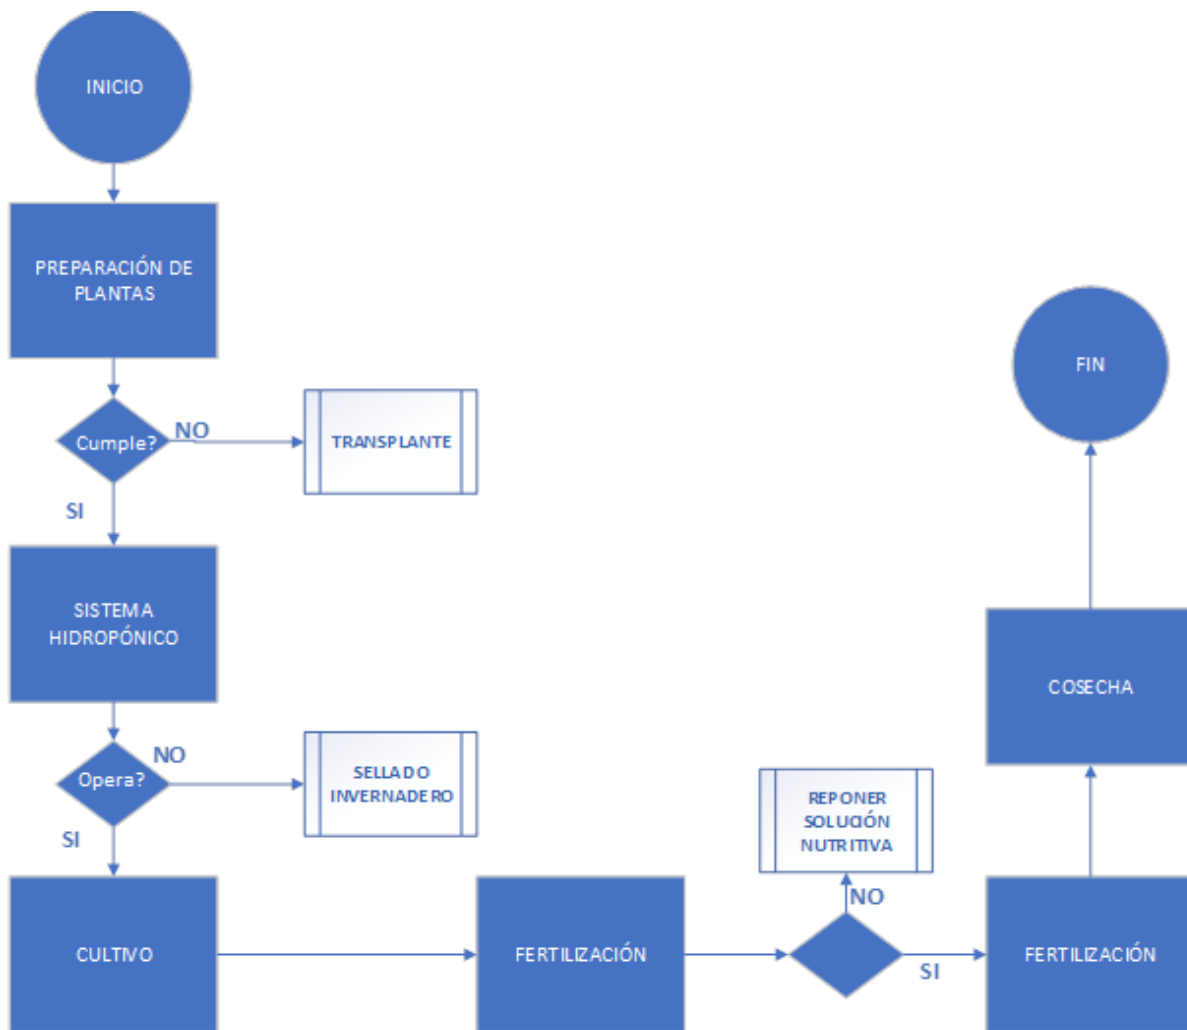 INICIO
PREPARACIÓN DE
PLANTAS
Cumple?
NO
TRANSPLANTE
SI
SISTEMA
HIDROPÓNICO
Opera?
NO
SELLADO
INVERNADERO
SI
CULTIVO
FERTILIZACIÓN
REPONER
SOLUCIÓN
NUTRITIVA
NO
SI
FERTILIZACIÓN
COSECHA
FIN